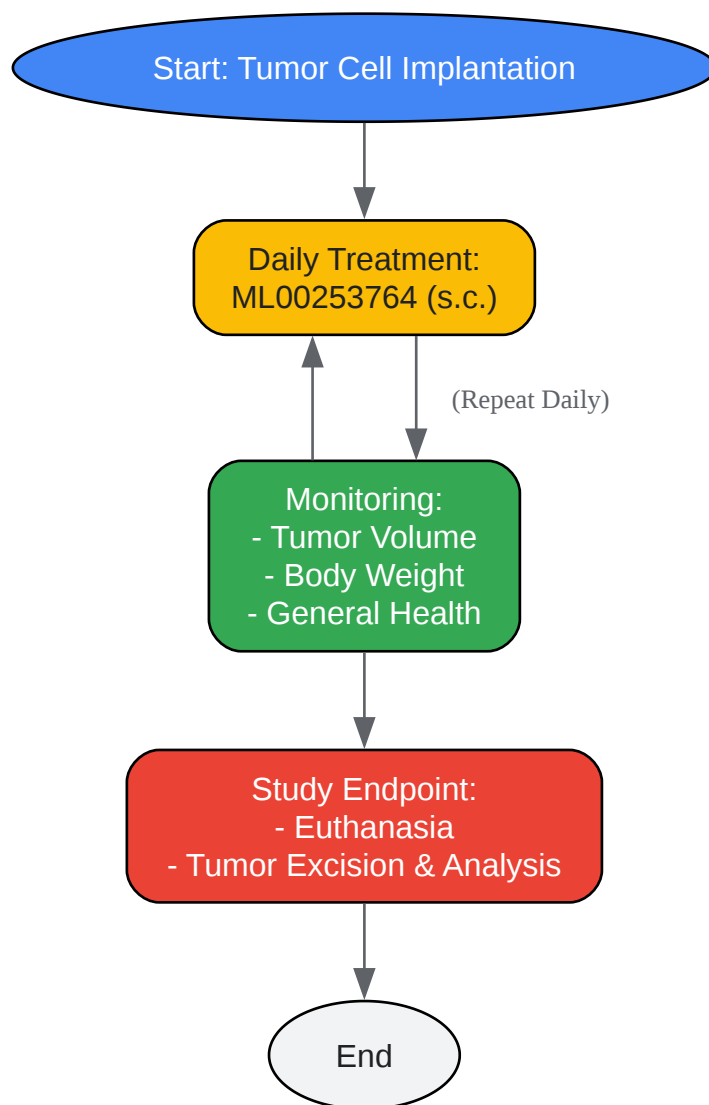 Start: Tumor Cell Implantation
Daily Treatment:
ML00253764 (s.c.)
(Repeat Daily)
Monitoring:
- Tumor Volume
- Body Weight
- General Health
Study Endpoint:
- Euthanasia
- Tumor Excision & Analysis
End